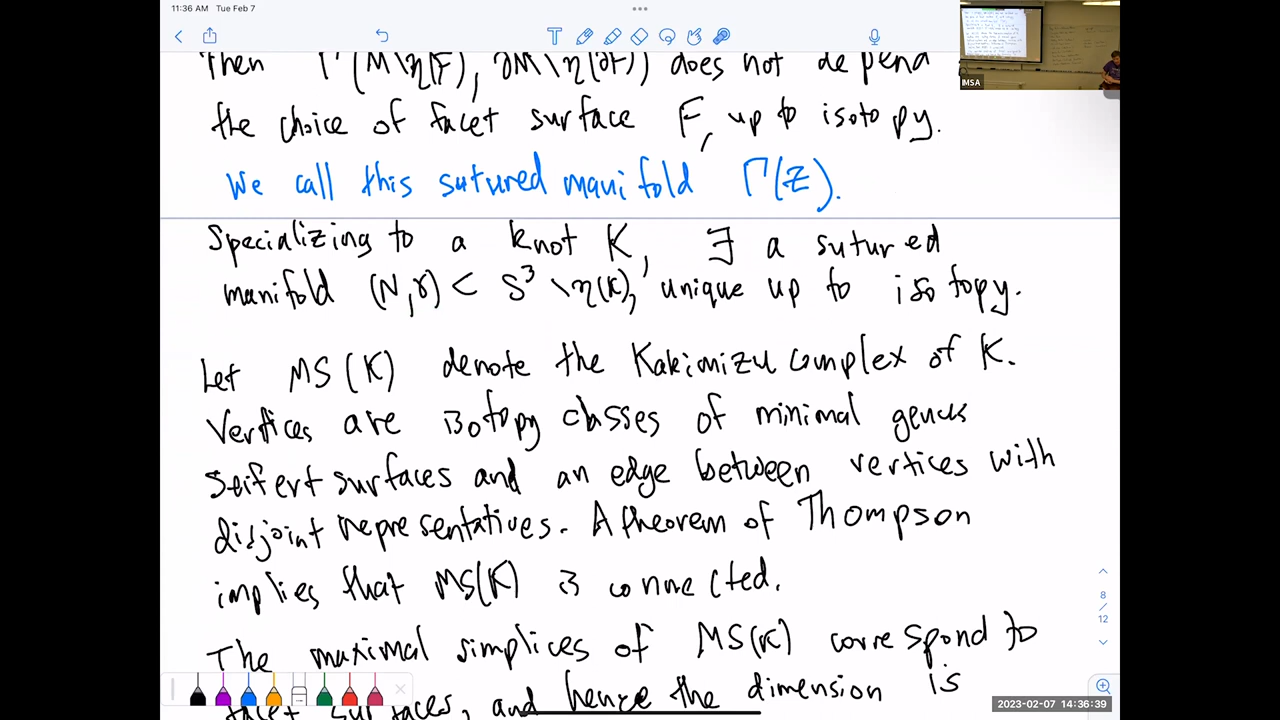 11:36 AM Tue Feb 7
Then Γ(M\η(F), ∂M\η(∂F)) does not depend
the choice of facet surface F, up to isotopy.
We call this sutured manifold Γ(Z).
Specializing to a knot K, ∃ a sutured
manifold (N,γ) < S³ \ η(K), unique up to isotopy.
Let MS(K) denote the Kakimizu complex of K.
Vertices are isotopy classes of minimal genus
Seifert surfaces and an edge between vertices with
disjoint representatives. A theorem of Thompson
implies that MS(K) is connected.
The maximal simplices of MS(K) correspond to
facet surfaces, and hence the dimension is
8
/
12
IMSA
2023-02-07 14:36:39